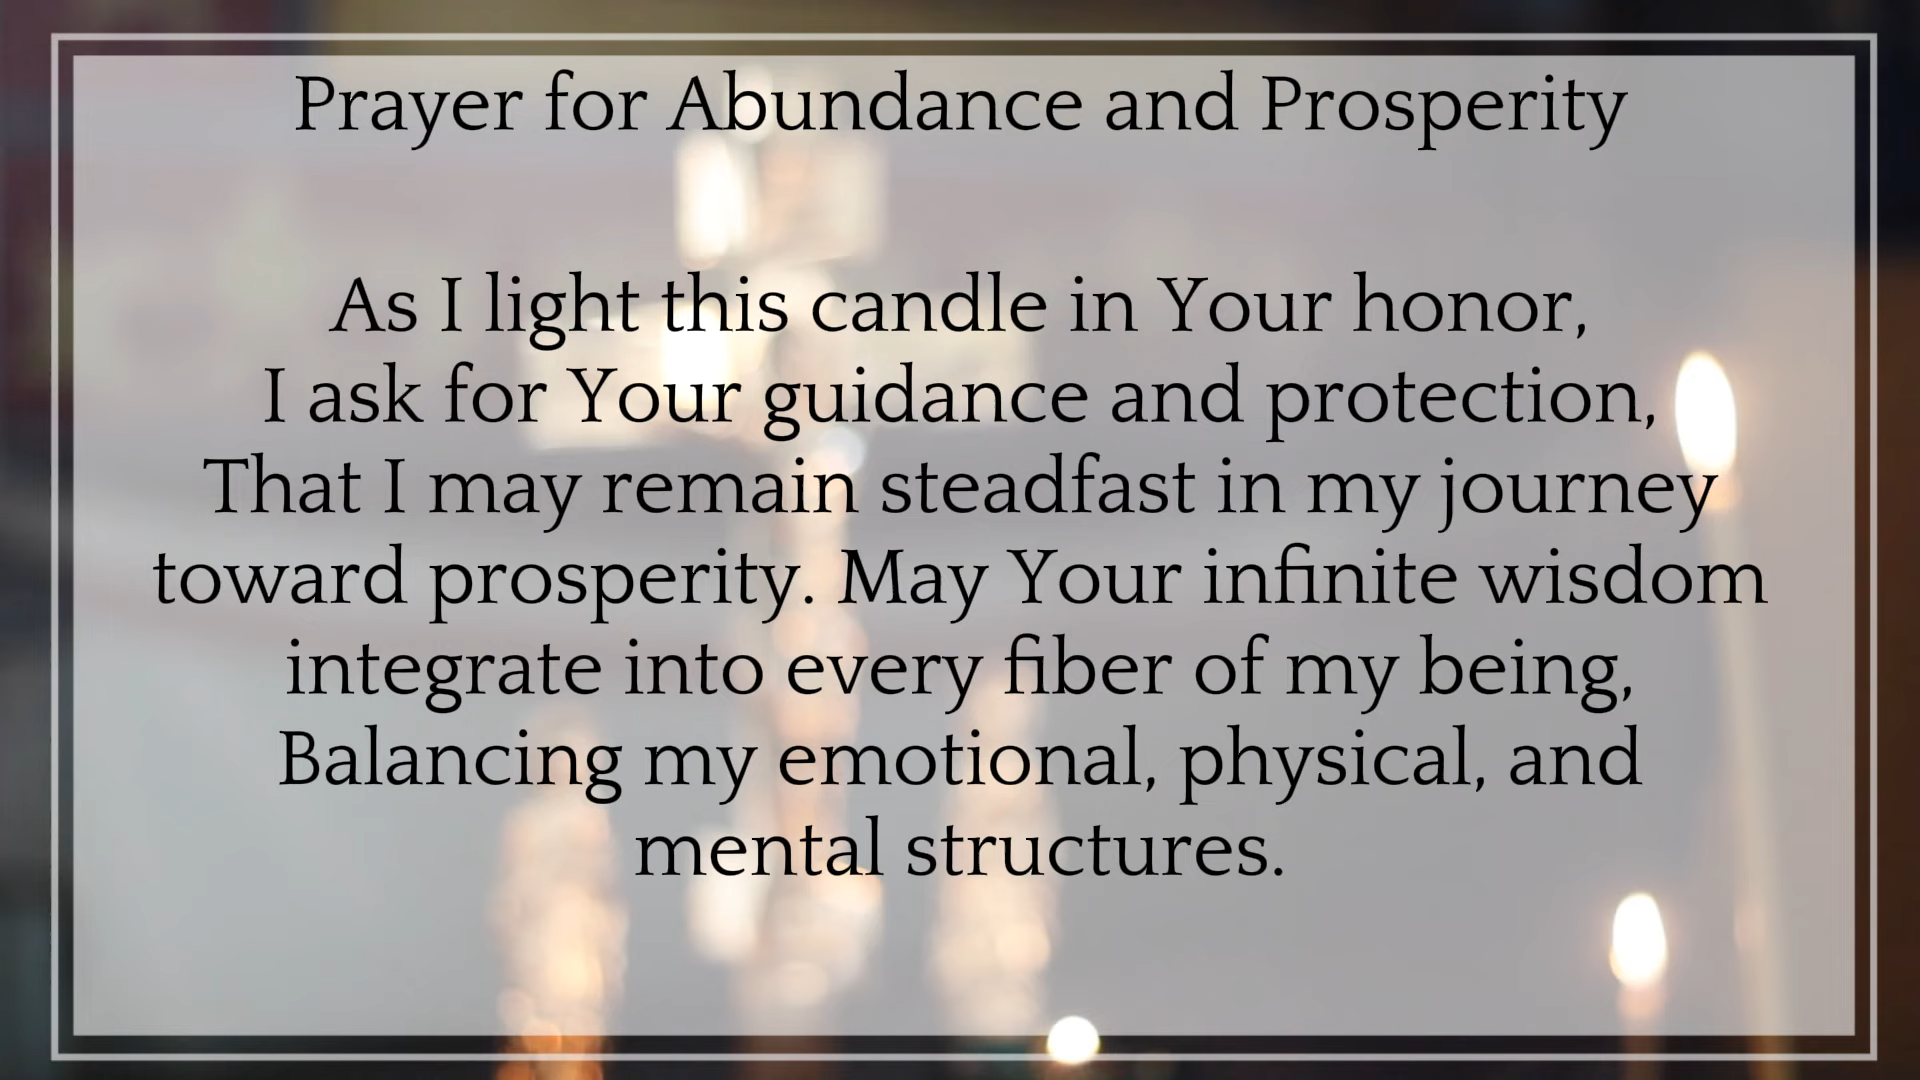 Prayer for Abundance and Prosperity
As I light this candle in Your honor,
I ask for Your guidance and protection,
That I may remain steadfast in my journey
toward prosperity. May Your infinite wisdom
integrate into every fiber of my being,
Balancing my emotional, physical, and
mental structures.